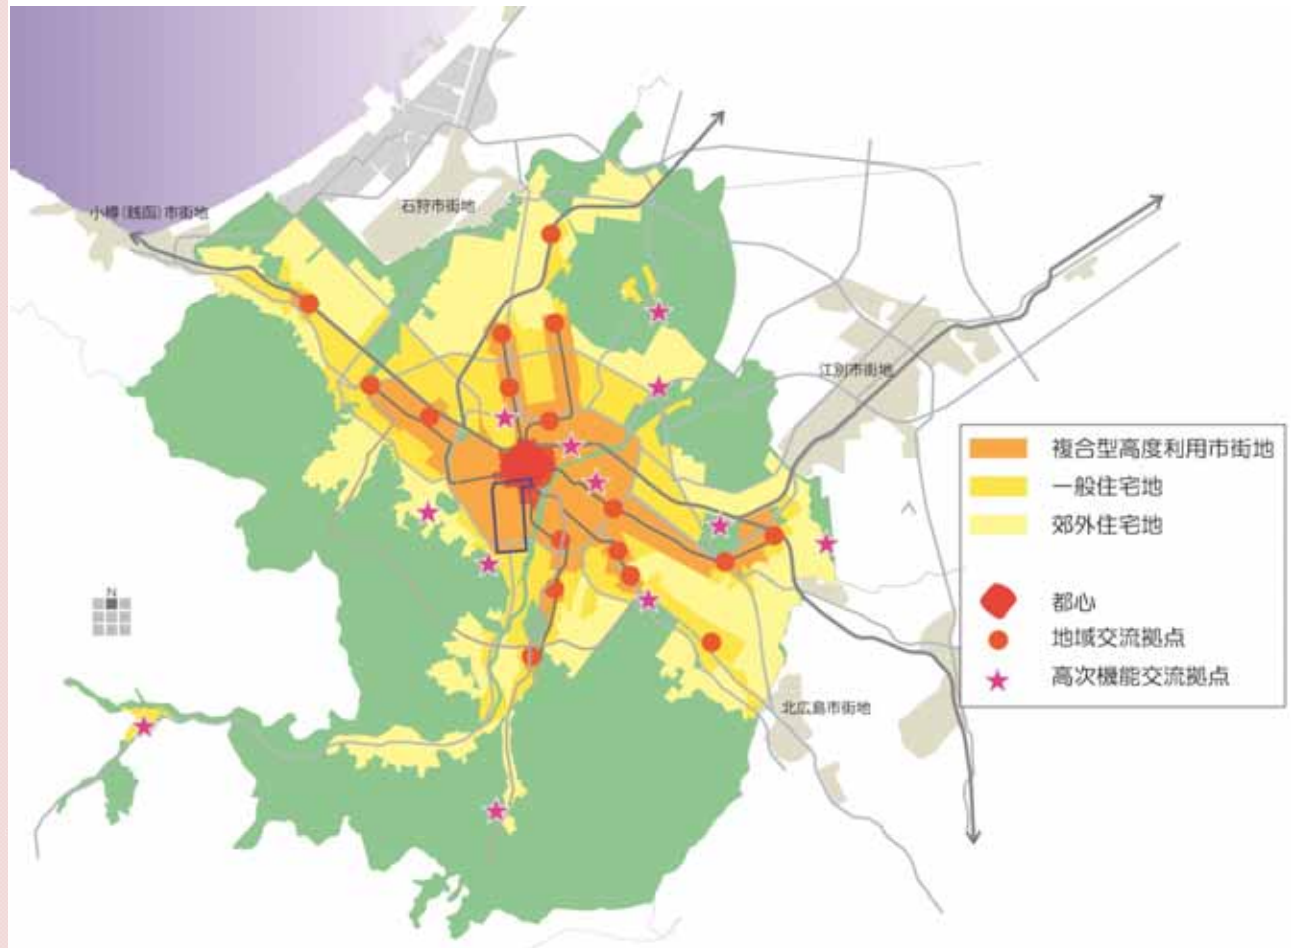 小樽(銭函)市街地
石狩市街地
江別市街地
北広島市街地
N
複合型高度利用市街地
一般住宅地
郊外住宅地
都心
地域交流拠点
高次機能交流拠点